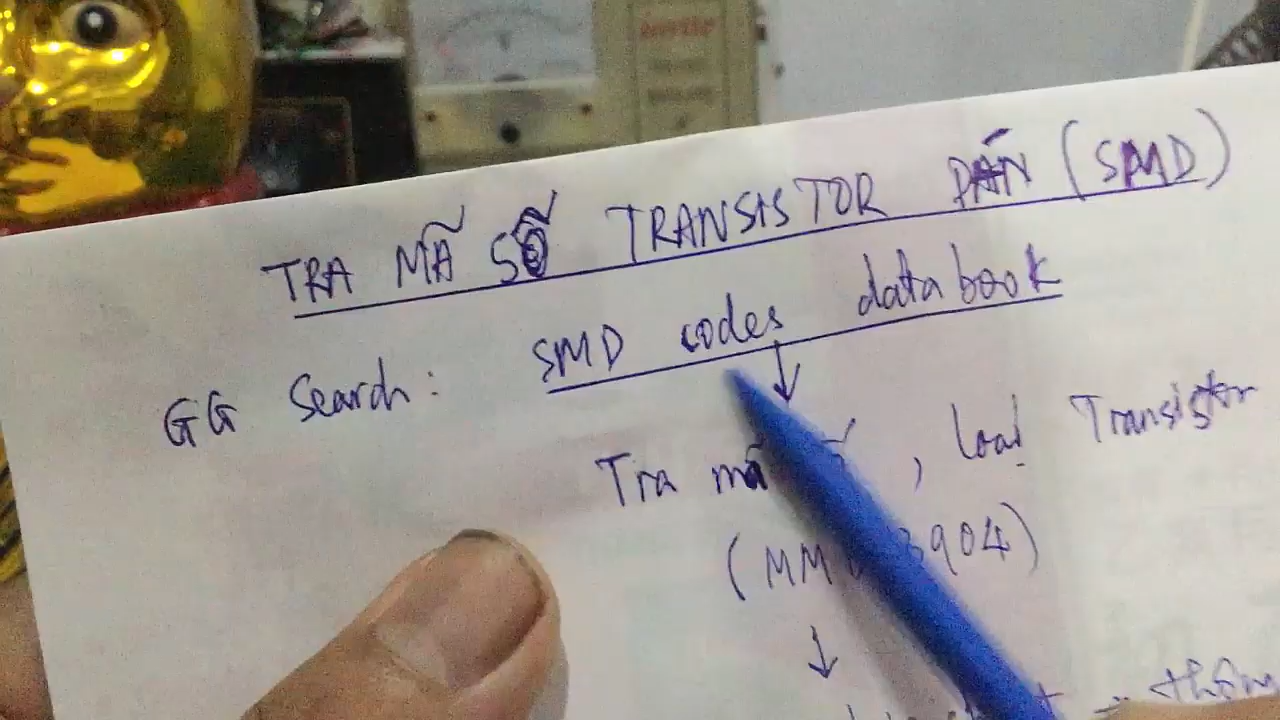 TRA MÃ SỐ TRANSISTOR DÁN (SMD)
GG Search: SMD codes databook
↓
Tra mã , loại Transistor
(MM 3904)
↓